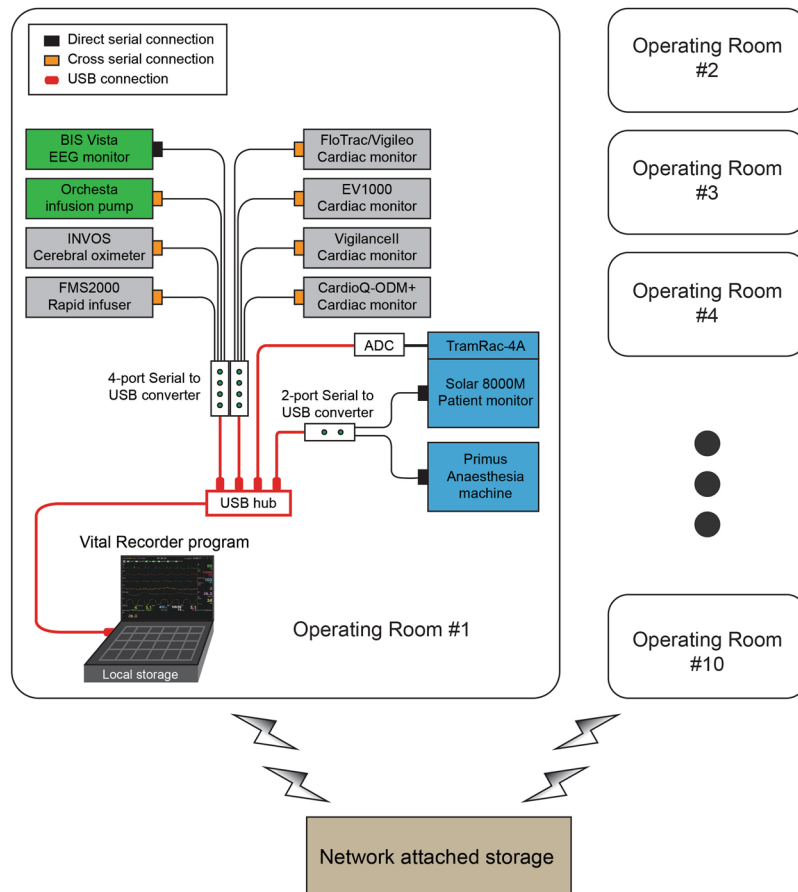 Direct serial connection
Cross serial connection
USB connection
BIS Vista
EEG monitor
Orchesta
infusion pump
INVOS
Cerebral oximeter
FMS2000
Rapid infuser
FloTrac/Vigileo
Cardiac monitor
EV1000
Cardiac monitor
VigilanceII
Cardiac monitor
CardioQ-ODM+
Cardiac monitor
ADC
TramRac-4A
Solar 8000M
Patient monitor
4-port Serial to
USB converter
2-port Serial to
USB converter
Primus
Anaesthesia
machine
USB hub
Vital Recorder program
Local storage
Operating Room #1
Operating Room
#2
Operating Room
#3
Operating Room
#4
Operating Room
#10
Network attached storage